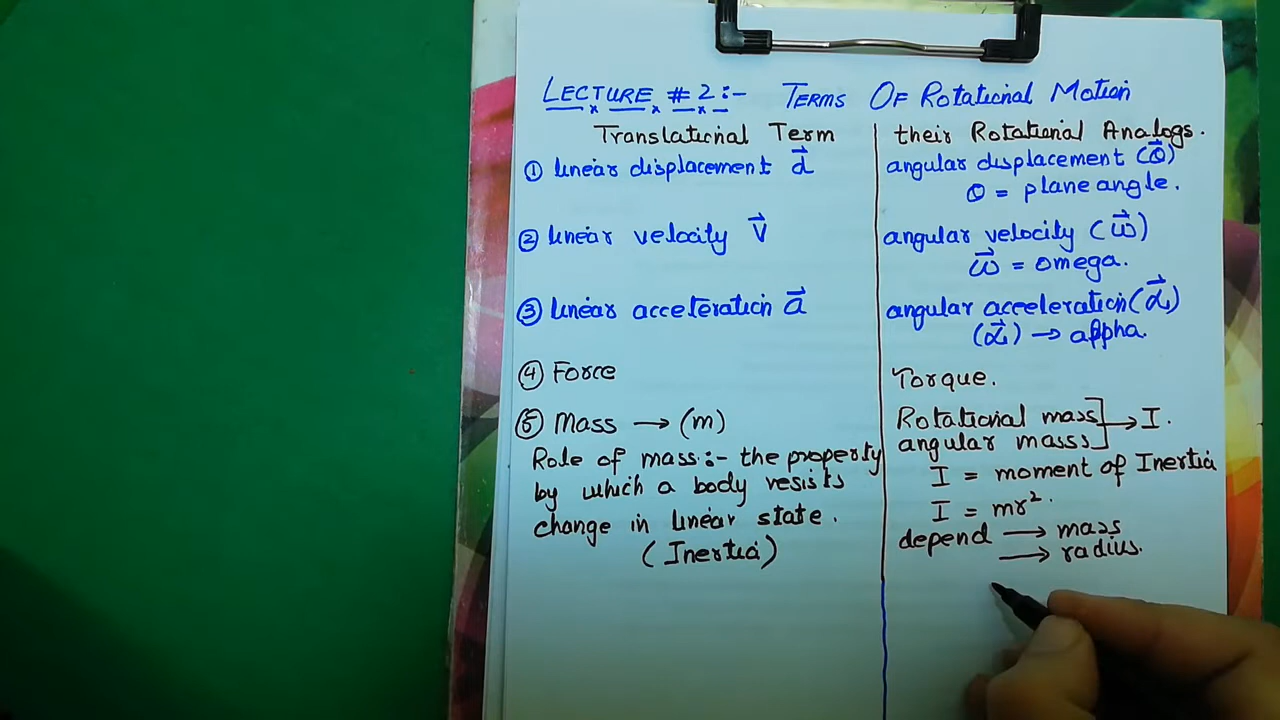 LECTURE # 2:- TERMS OF Rotational Motion
Translational Term
their Rotational Analogs.
① linear displacement d⃗
angular displacement (θ⃗)
θ = plane angle.
② linear velocity V⃗
angular velocity (ω⃗)
ω⃗ = omega.
③ linear acceleration a⃗
angular acceleration (α⃗)
(α⃗) → alpha.
④ Force
Torque.
⑤ Mass → (m)
Rotational mass
angular masss
→ I.
Role of mass:- the property
by which a body resists
change in linear state.
(Inertia)
I = moment of Inertia
I = mr².
depend → mass
→ radius.